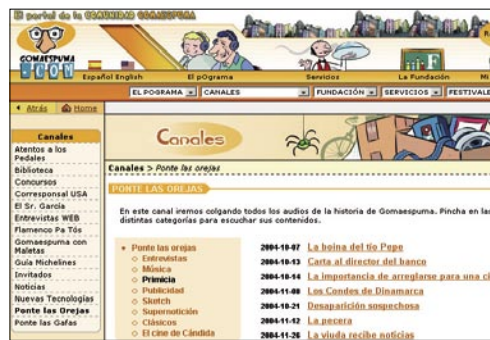 El portal de la COMUNIDAD GOMAESPUMA
GOMAESPUMA
.COM
Español English El pOgrama Servicios La Fundación Mi
EL POGRAMA CANALES FUNDACIÓN SERVICIOS FESTIVALE
Atrás Home
Canales
Canales
Atentos a los
Pedales
Biblioteca
Concursos
Corresponsal USA
El Sr. García
Entrevistas WEB
Flamenco Pa Tós
Gomaespuma con
Maletas
Guía Michelines
Invitados
Noticias
Nuevas Tecnologías
Ponte las Orejas
Ponte las Gafas
Canales > Ponte las orejas
PONTE LAS OREJAS
En este canal iremos colgando todos los audios de la historia de Gomaespuma. Pincha en las
distintas categorías para escuchar sus contenidos.
Ponte las orejas
Entrevistas
Música
Primicia
Publicidad
Sketch
Supernotición
Clásicos
El cine de Cándida
2004-10-07 La boina del tío Pepe
2004-10-13 Carta al director del banco
2004-10-14 La importancia de arreglarse para una ci
2004-11-08 Los Condes de Dinamarca
2004-10-21 Desaparición sospechosa
2004-11-12 La pecera
2004-11-26 La viuda recibe noticias